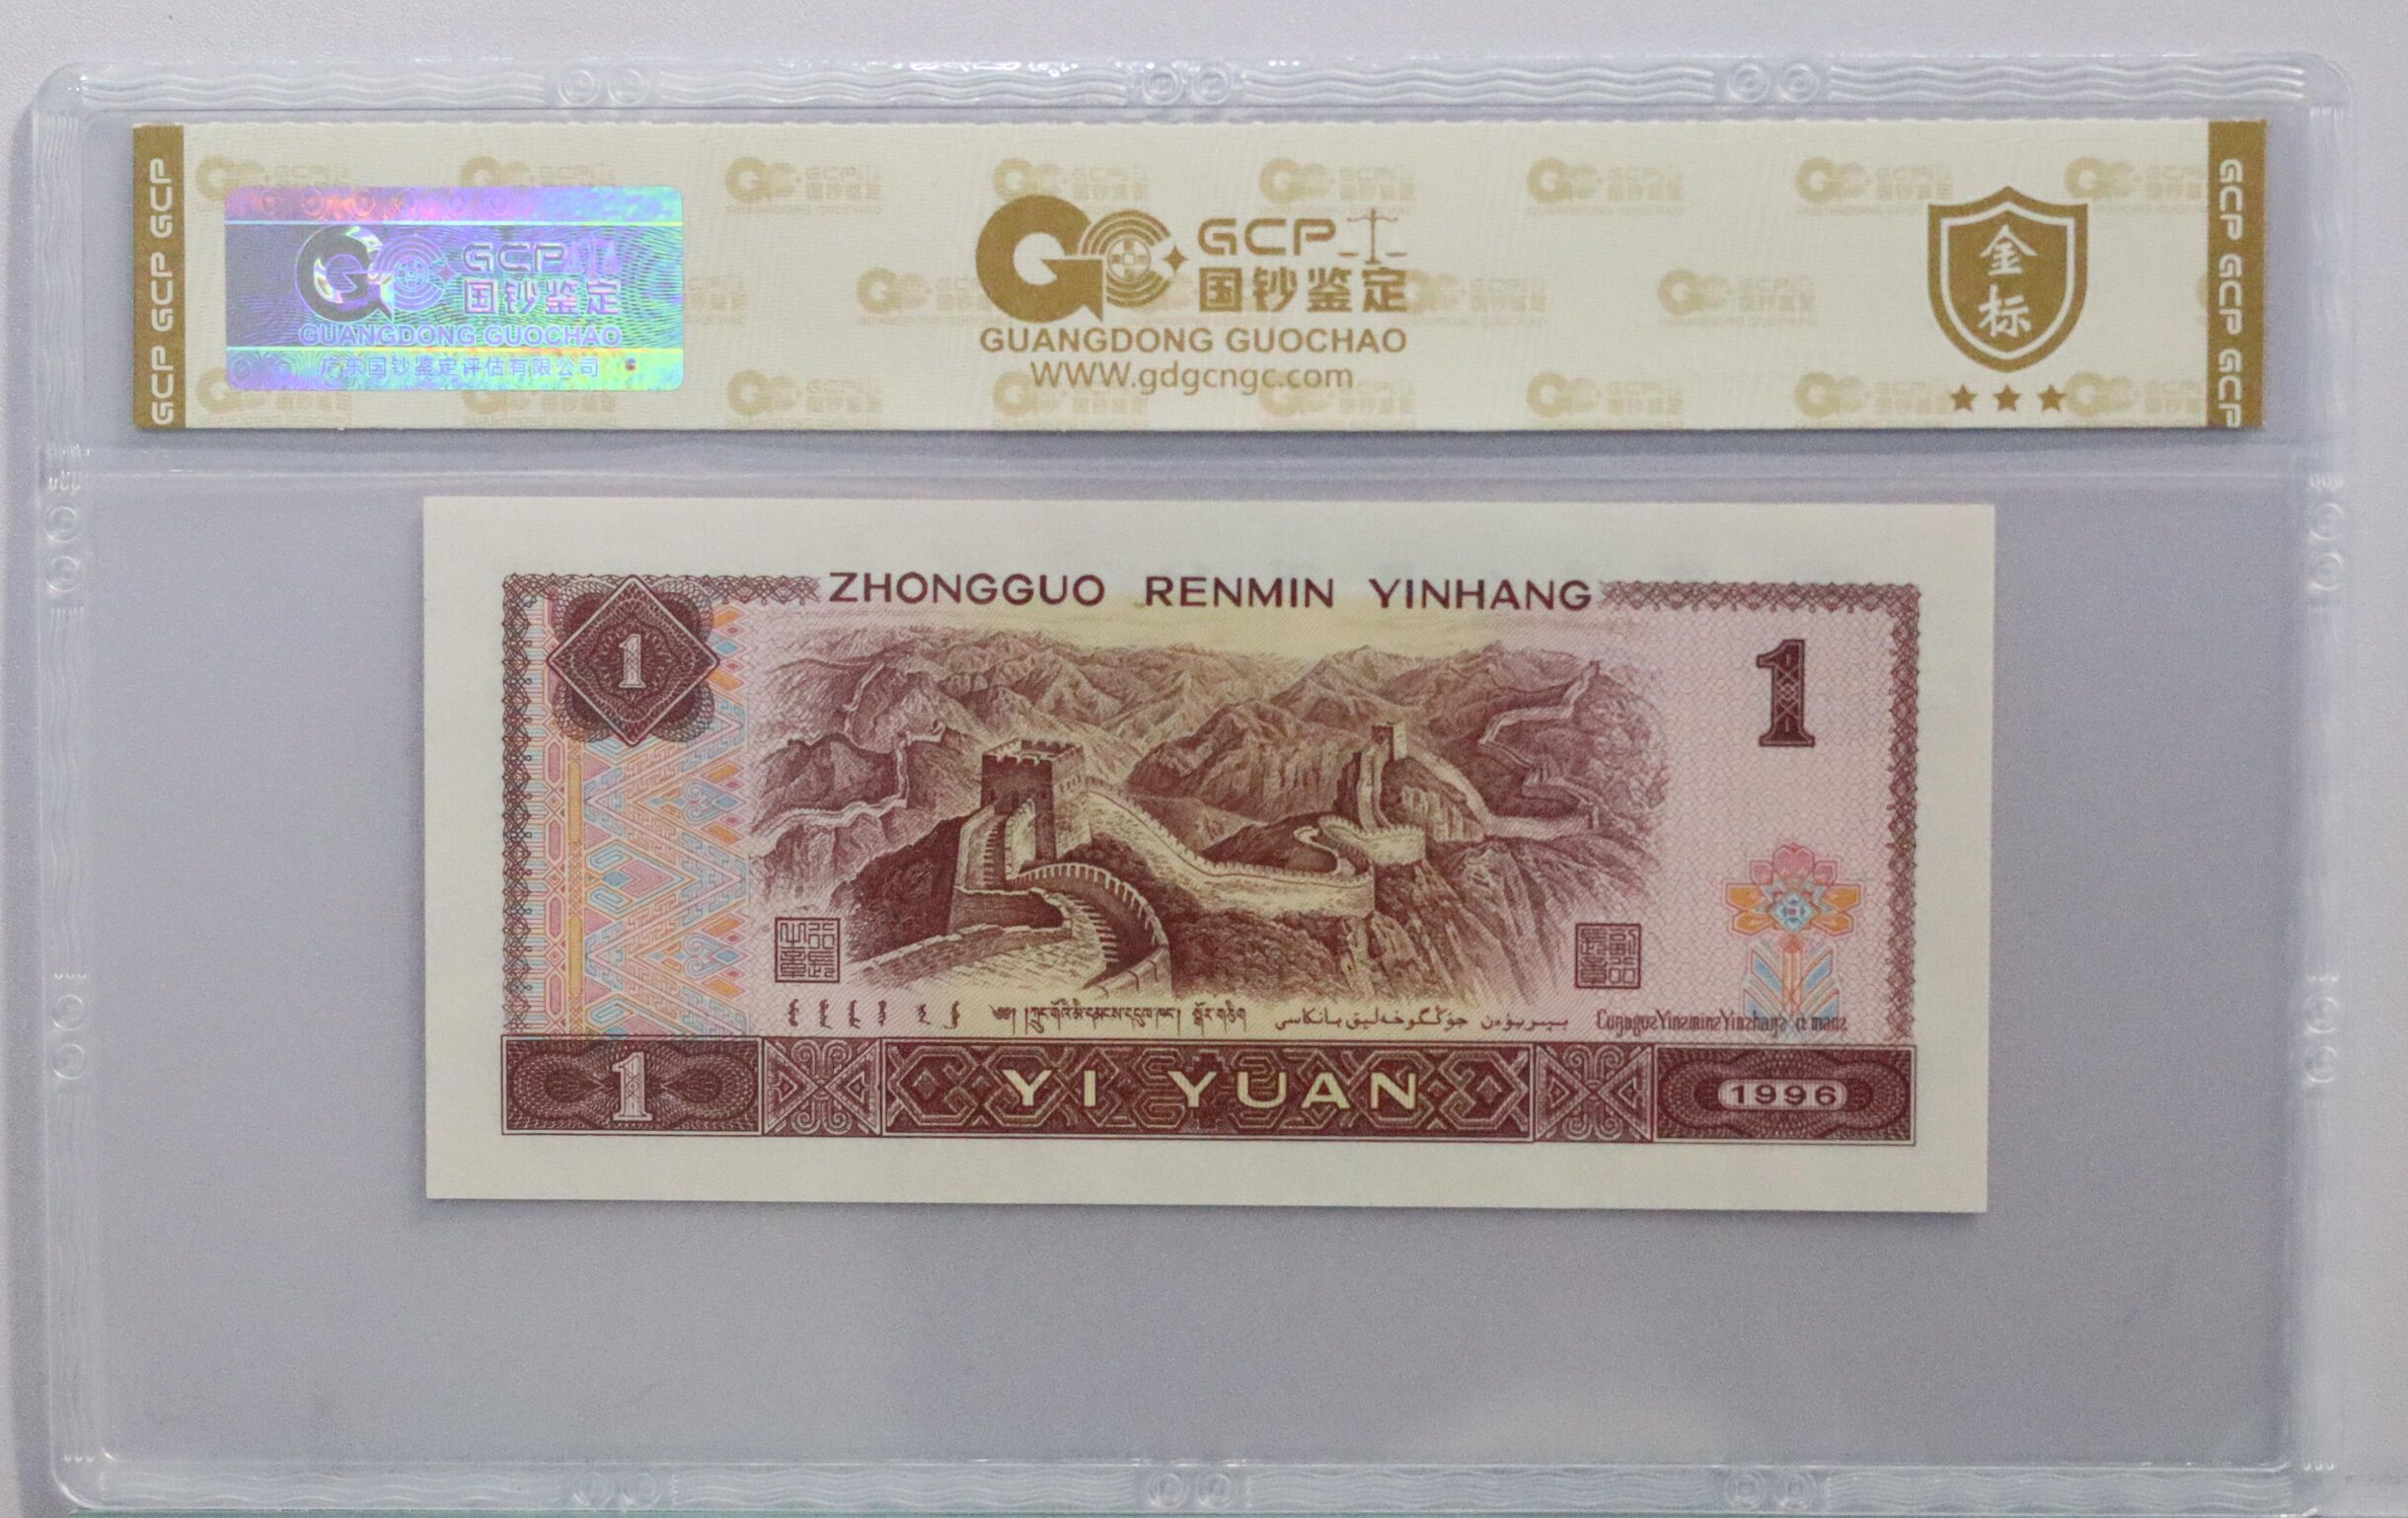 GCP GCP GCP
GCP
国钞鉴定
GUANGDONG GUOCHAO
广东国钞鉴定评估有限公司
GCP
国钞鉴定
GUANGDONG GUOCHAO
WWW.gdgcngc.com
金
标
GCP GCP GCP
ZHONGGUO RENMIN YINHANG
1
1
1
YI YUAN
1996